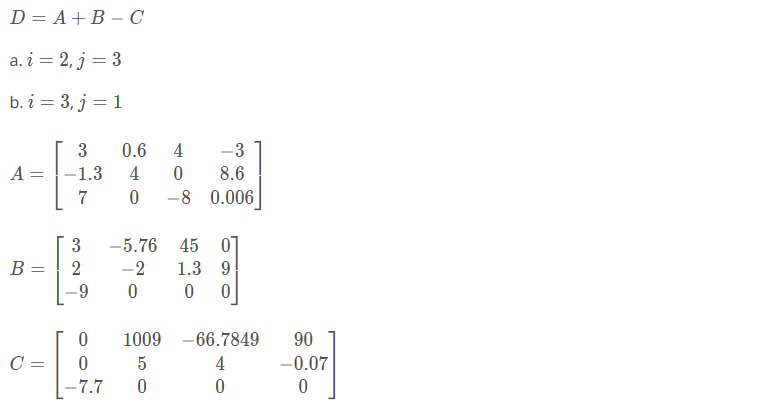 D = A + B − C
a. i = 2, j = 3
b. i = 3, j = 1
A = [ 3 0.6 4 −3
−1.3 4 0 8.6
7 0 −8 0.006 ]
B = [ 3 −5.76 45 0
2 −2 1.3 9
−9 0 0 0 ]
C = [ 0 1009 −66.7849 90
0 5 4 −0.07
−7.7 0 0 0 ]